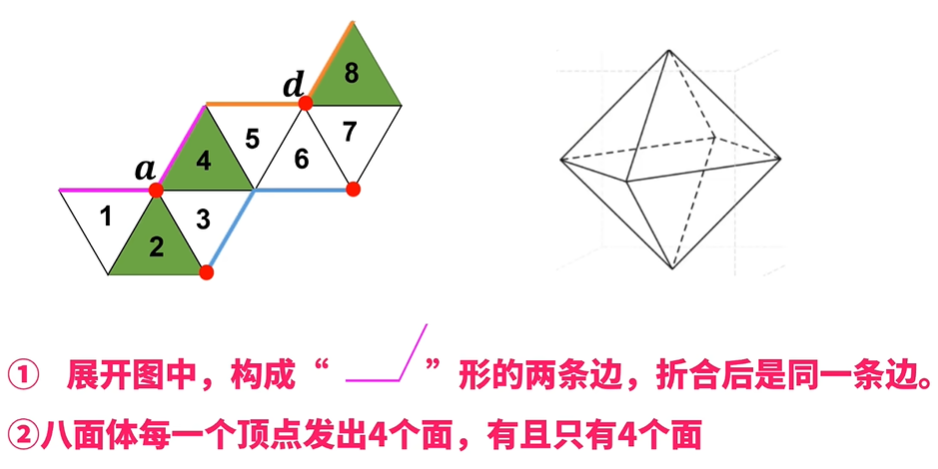 d
8
7
5
6
a
4
1
3
2
① 展开图中，构成“ ”形的两条边，折合后是同一条边。
②八面体每一个顶点发出4个面，有且只有4个面